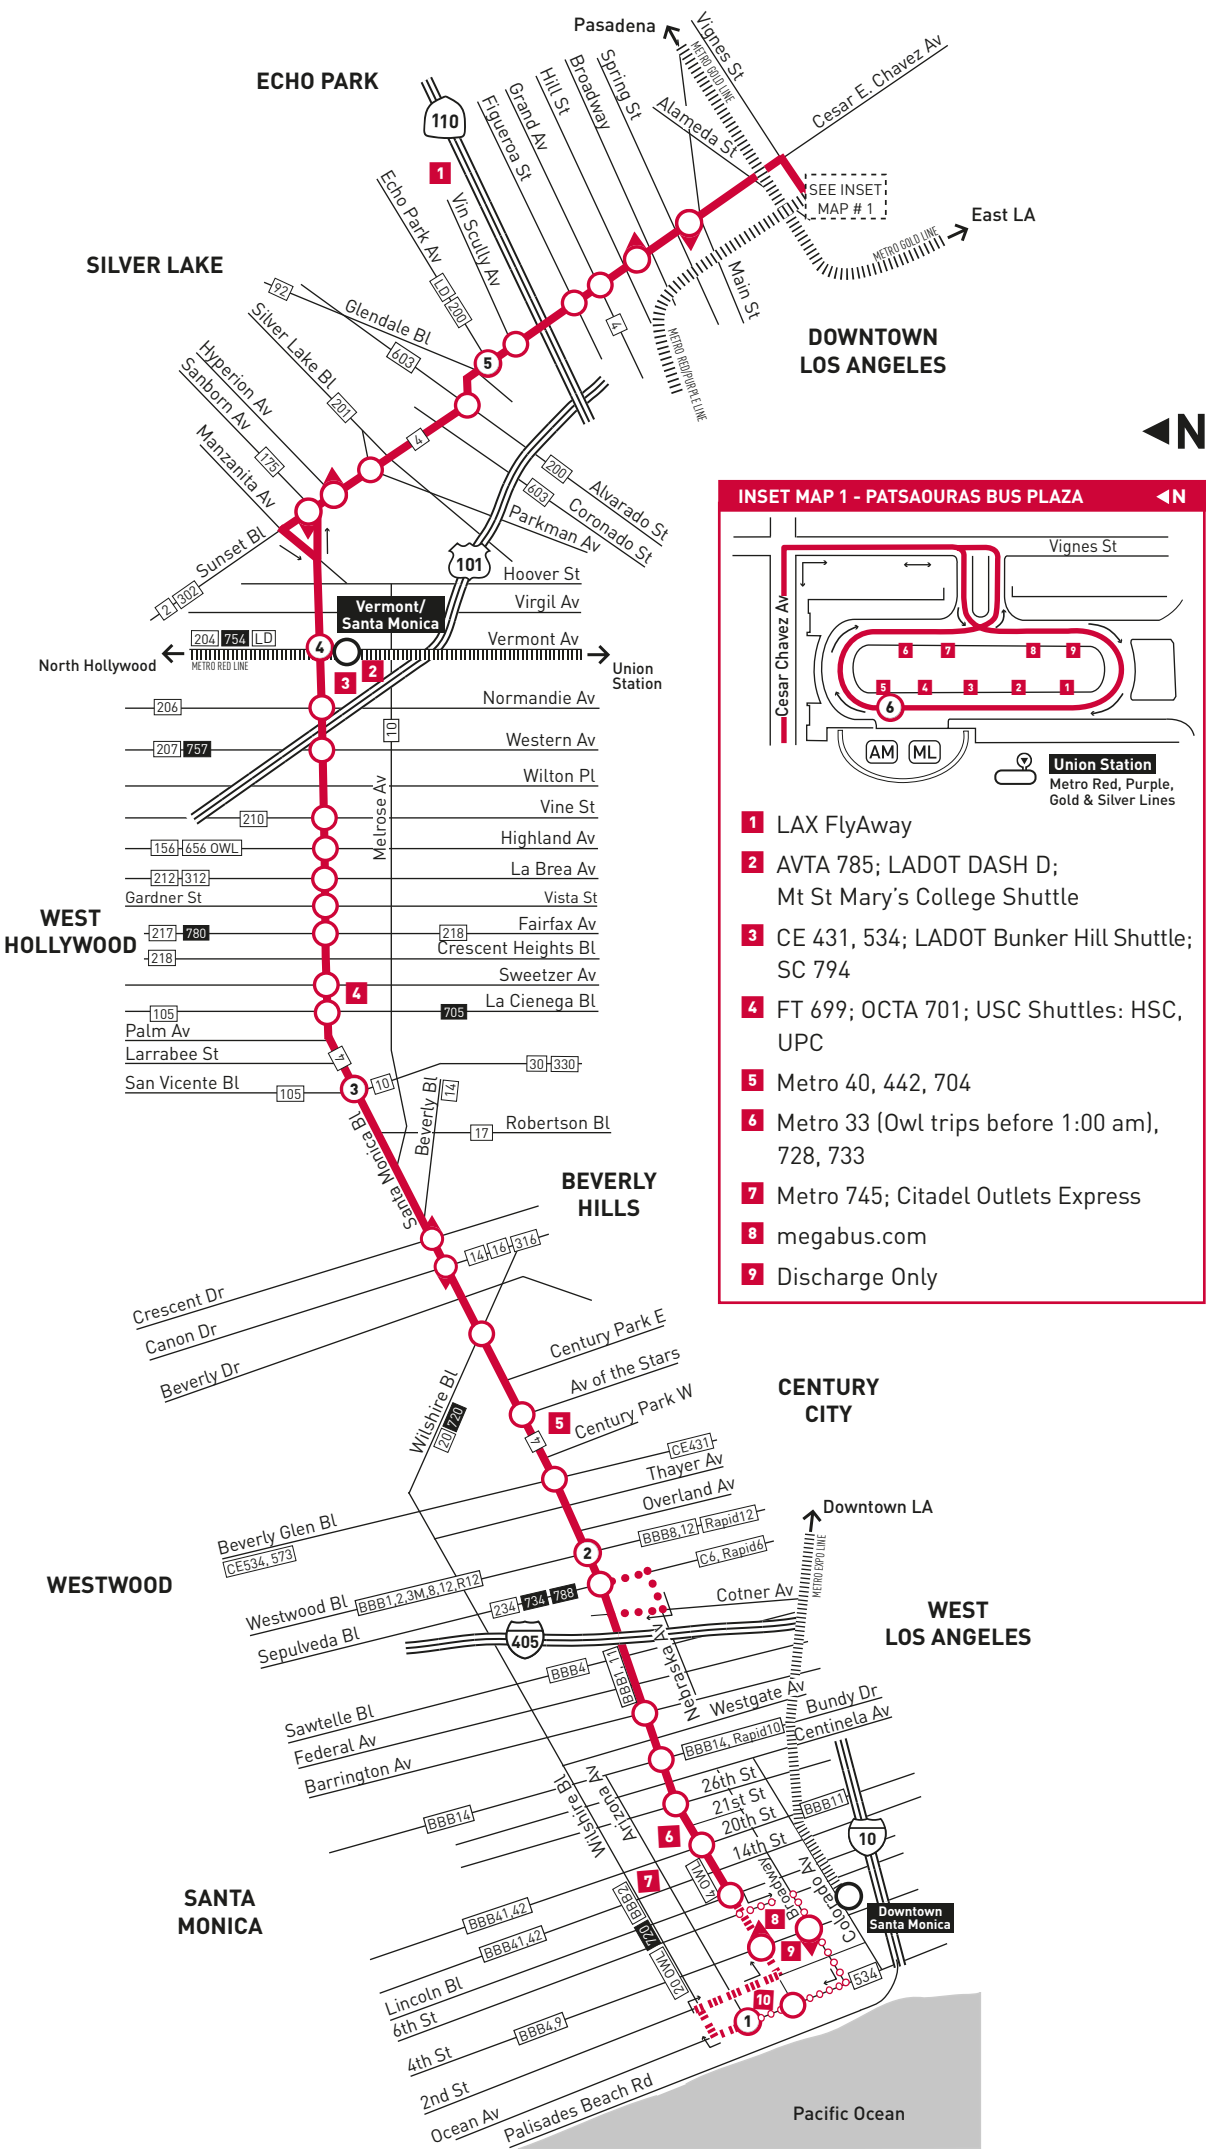 Pasadena
METRO GOLD LINE
Vignes St
Cesar E. Chavez Av
ECHO PARK
110
1
Figueroa St
Grand Av
Hill St
Broadway
Spring St
Alameda St
SEE INSET
MAP # 1
East LA
METRO GOLD LINE
Echo Park Av
Vin Scully Av
LD 200
Main St
4
METRO RED/PURPLE LINE
SILVER LAKE
92
Glendale Bl
603
Silver Lake Bl
201
5
DOWNTOWN
LOS ANGELES
Hyperion Av
Sanborn Av
175
Manzanita Av
4
200
Alvarado St
603
Coronado St
Parkman Av
N
Sunset Bl
2 302
101
Hoover St
Virgil Av
Vermont/
Santa Monica
204 754 LD
METRO RED LINE
North Hollywood
4
Vermont Av
Union
Station
3
2
206
Normandie Av
10
207 757
Western Av
Wilton Pl
Melrose Av
210
Vine St
156 656 OWL
Highland Av
212 312
La Brea Av
Gardner St
Vista St
WEST
HOLLYWOOD
217 780
218
Fairfax Av
218
Crescent Heights Bl
Sweetzer Av
4
105
705
La Cienega Bl
Palm Av
Larrabee St
4
30 330
San Vicente Bl
105
3
10
Beverly Bl
14
Santa Monica Bl
17
Robertson Bl
BEVERLY
HILLS
14 16 316
Crescent Dr
Canon Dr
Beverly Dr
Century Park E
Av of the Stars
Century Park W
Wilshire Bl
20 720
5
4
CENTURY
CITY
CE431
Thayer Av
Overland Av
Beverly Glen Bl
CE534, 573
BBB8,12 Rapid12
2
C6, Rapid6
Downtown LA
METRO EXPO LINE
WESTWOOD
Westwood Bl
BBB1,2,3M,8,12,R12
234 734 788
Sepulveda Bl
Cotner Av
405
WEST
LOS ANGELES
BBB4
BBB1, 11
Nebraska Av
Sawtelle Bl
Federal Av
Barrington Av
Westgate Av
Bundy Dr
Centinela Av
BBB14, Rapid10
BBB14
Wilshire Bl
Arizona Av
26th St
21st St
20th St
14th St
BBB11
10
6
7
4 OWL
Broadway
Colorado Av
BBB2
720
20 OWL
SANTA
MONICA
BBB41,42
BBB41,42
8
9
10
1
Downtown
Santa Monica
534
Lincoln Bl
6th St
BBB4,9
4th St
2nd St
Ocean Av
Palisades Beach Rd
Pacific Ocean
INSET MAP 1 - PATSAOURAS BUS PLAZA
N
Vignes St
Cesar Chavez Av
6 7 8 9
5 4 3 2 1
6
AM ML
Union Station
Metro Red, Purple,
Gold & Silver Lines
1 LAX FlyAway
2 AVTA 785; LADOT DASH D;
Mt St Mary's College Shuttle
3 CE 431, 534; LADOT Bunker Hill Shuttle;
SC 794
4 FT 699; OCTA 701; USC Shuttles: HSC,
UPC
5 Metro 40, 442, 704
6 Metro 33 (Owl trips before 1:00 am),
728, 733
7 Metro 745; Citadel Outlets Express
8 megabus.com
9 Discharge Only